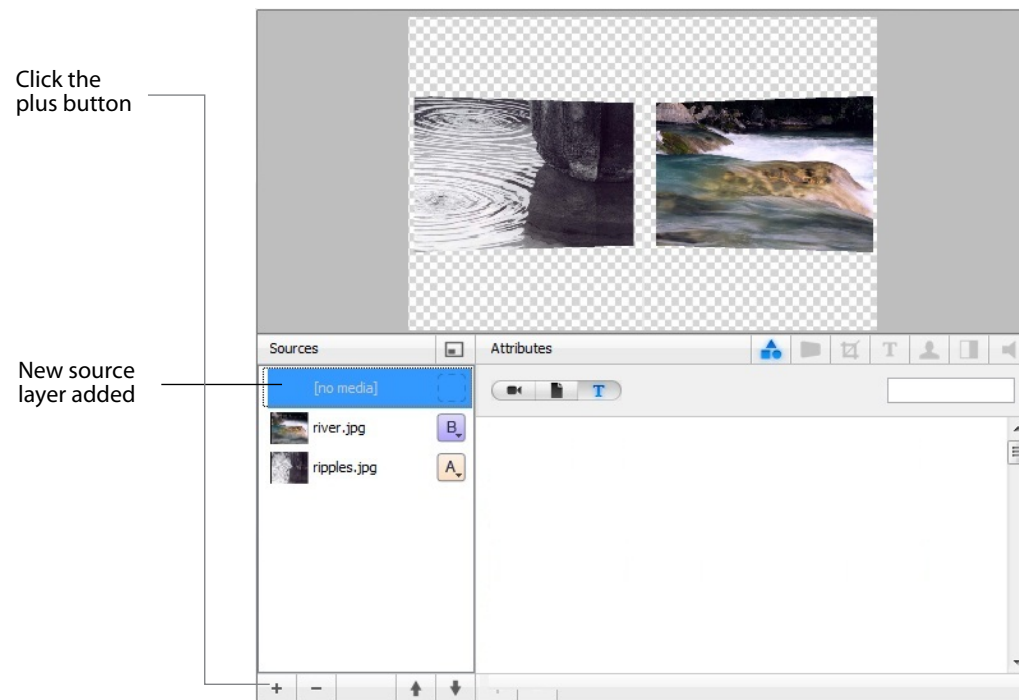 Click the
plus button
New source
layer added
Sources
Attributes
T
[no media]
T
river.jpg
B
ripples.jpg
A
+ −